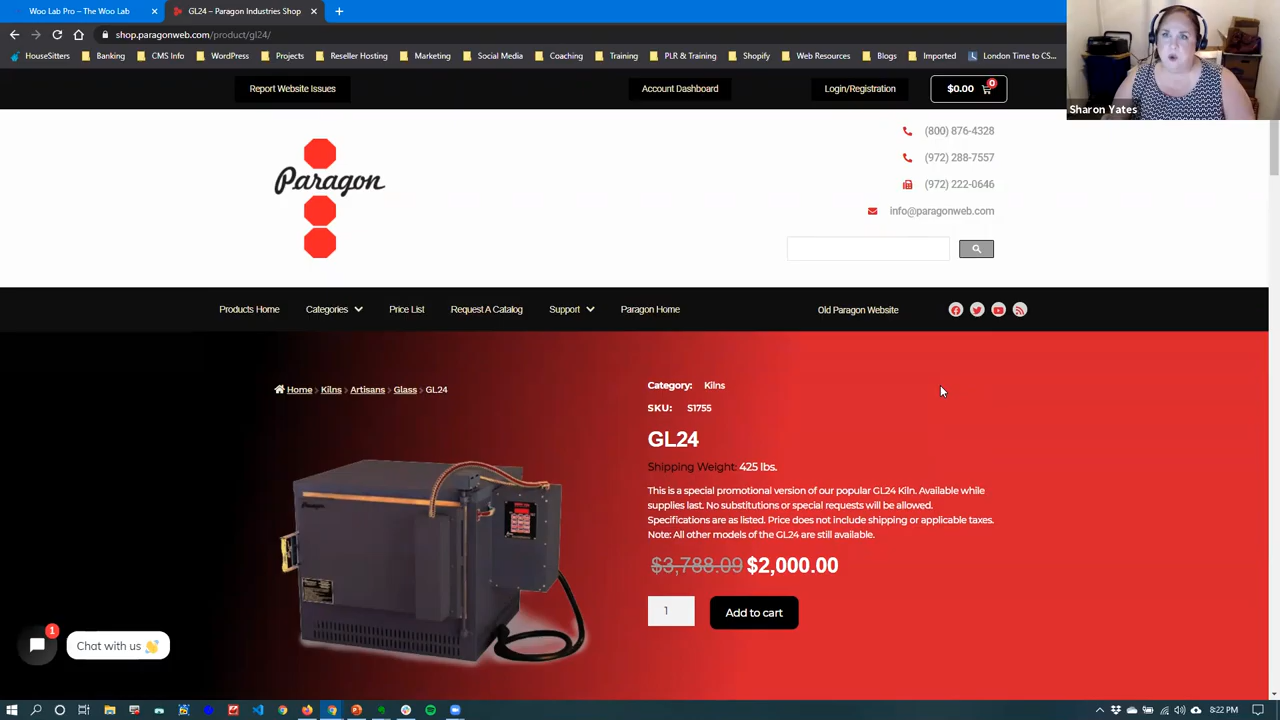 Woo Lab Pro – The Woo Lab
GL24 – Paragon Industries Shop
shop.paragonweb.com/product/gl24/
HouseSitters
Banking
CMS Info
WordPress
Projects
Reseller Hosting
Marketing
Social Media
Coaching
Training
PLR & Training
Shopify
Web Resources
Blogs
Imported
London Time to CS...
Sharon Yates
Report Website Issues
Account Dashboard
Login/Registration
$0.00
0
(800) 876-4328
(972) 288-7557
(972) 222-0646
info@paragonweb.com
Paragon
Products Home
Categories
Price List
Request A Catalog
Support
Paragon Home
Old Paragon Website
Home
Kilns
Artisans
Glass
GL24
Category: Kilns
SKU: S1755
GL24
Shipping Weight: 425 lbs.
This is a special promotional version of our popular GL24 Kiln. Available while
supplies last. No substitutions or special requests will be allowed.
Specifications are as listed. Price does not include shipping or applicable taxes.
Note: All other models of the GL24 are still available.
$3,788.09 $2,000.00
1
Add to cart
1
Chat with us 👋
8:22 PM